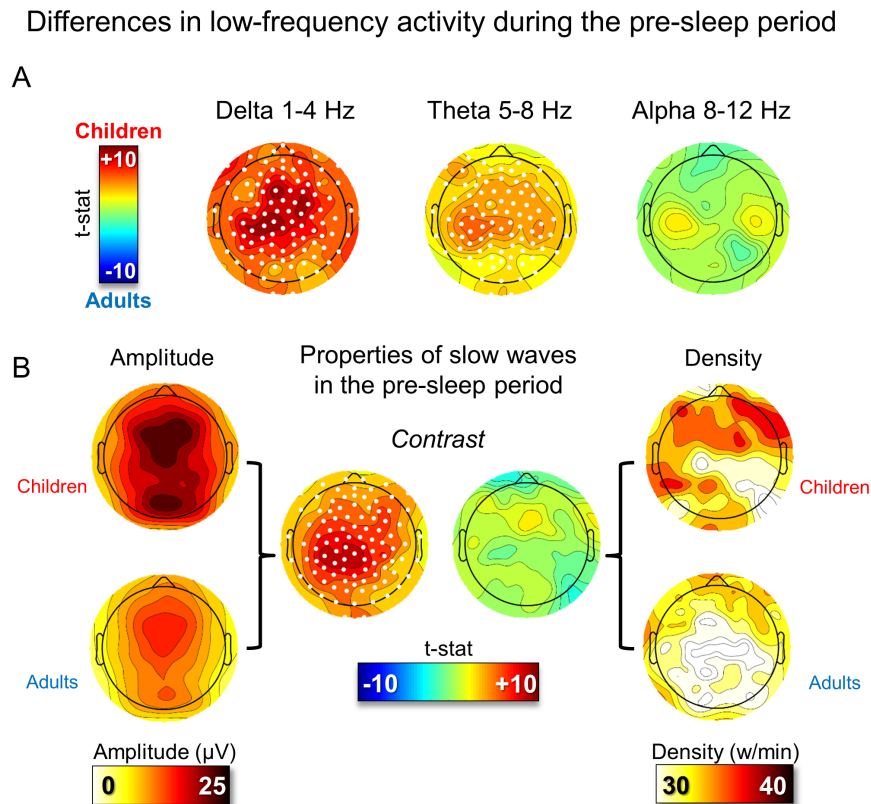 Differences in low-frequency activity during the pre-sleep period
A
Delta 1-4 Hz
Theta 5-8 Hz
Alpha 8-12 Hz
Children
+10
t-stat
-10
Adults
B
Amplitude
Properties of slow waves
in the pre-sleep period
Density
Contrast
Children
Children
Adults
Adults
t-stat
-10
+10
Amplitude (µV)
0
25
Density (w/min)
30
40